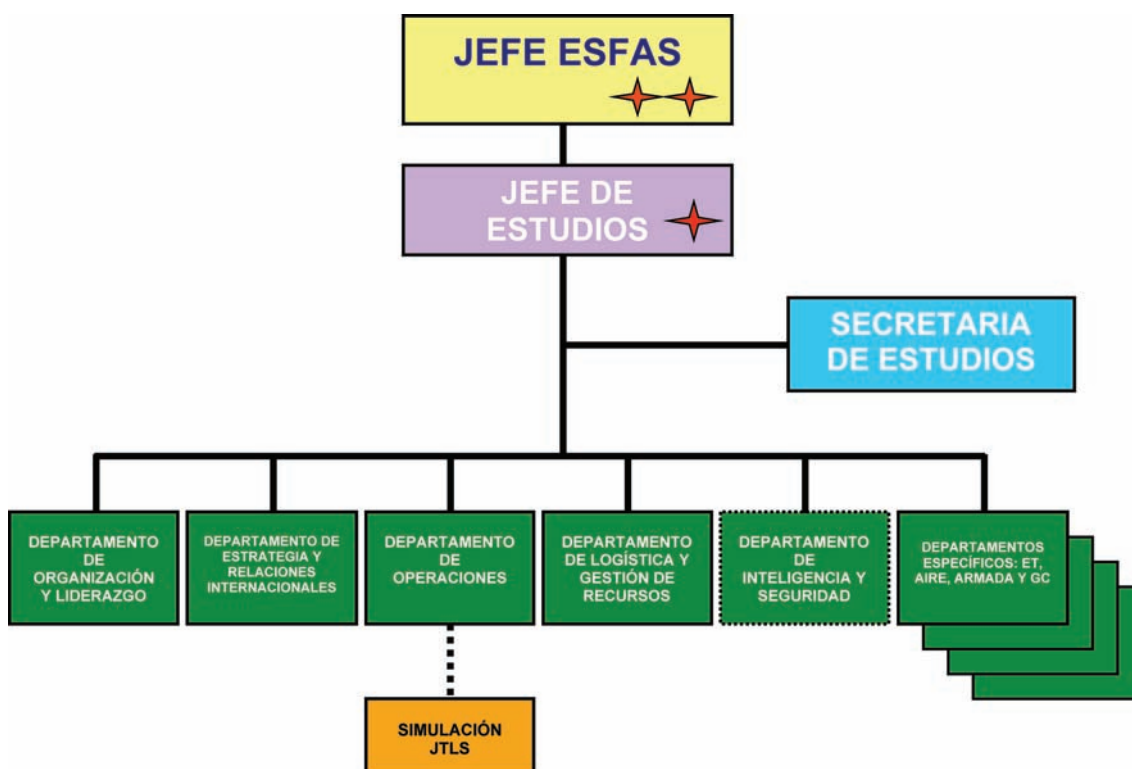 JEFE ESFAS
JEFE DE
ESTUDIOS
SECRETARIA
DE ESTUDIOS
DEPARTAMENTO
DE
ORGANIZACIÓN
Y LIDERAZGO
DEPARTAMENTO DE
ESTRATEGIA Y
RELACIONES
INTERNACIONALES
DEPARTAMENTO
DE
OPERACIONES
DEPARTAMENTO
DE LOGÍSTICA Y
GESTIÓN DE
RECURSOS
DEPARTAMENTO
DE
INTELIGENCIA Y
SEGURIDAD
DEPARTAMENTOS
ESPECÍFICOS: ET,
AIRE, ARMADA Y GC
SIMULACIÓN
JTLS